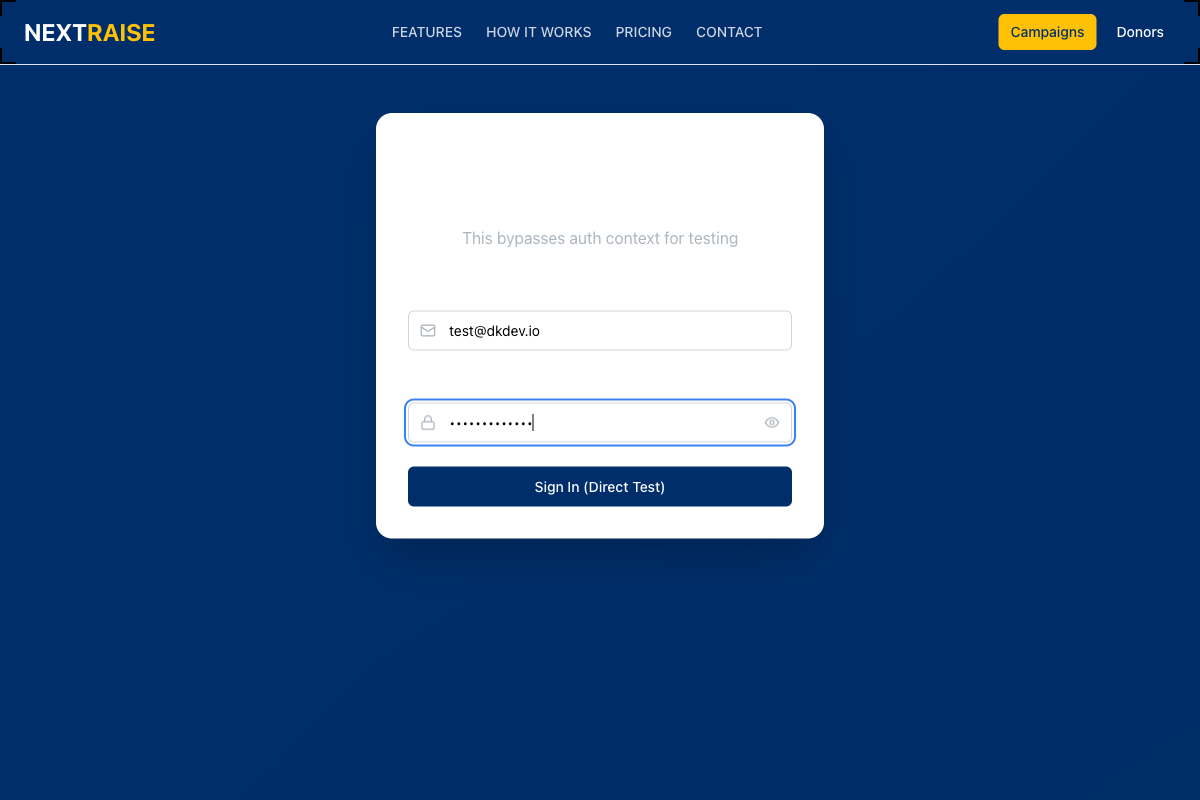 NEXTRAISE
FEATURES HOW IT WORKS PRICING CONTACT
Campaigns Donors
This bypasses auth context for testing
test@dkdev.io
•••••••••••••
Sign In (Direct Test)